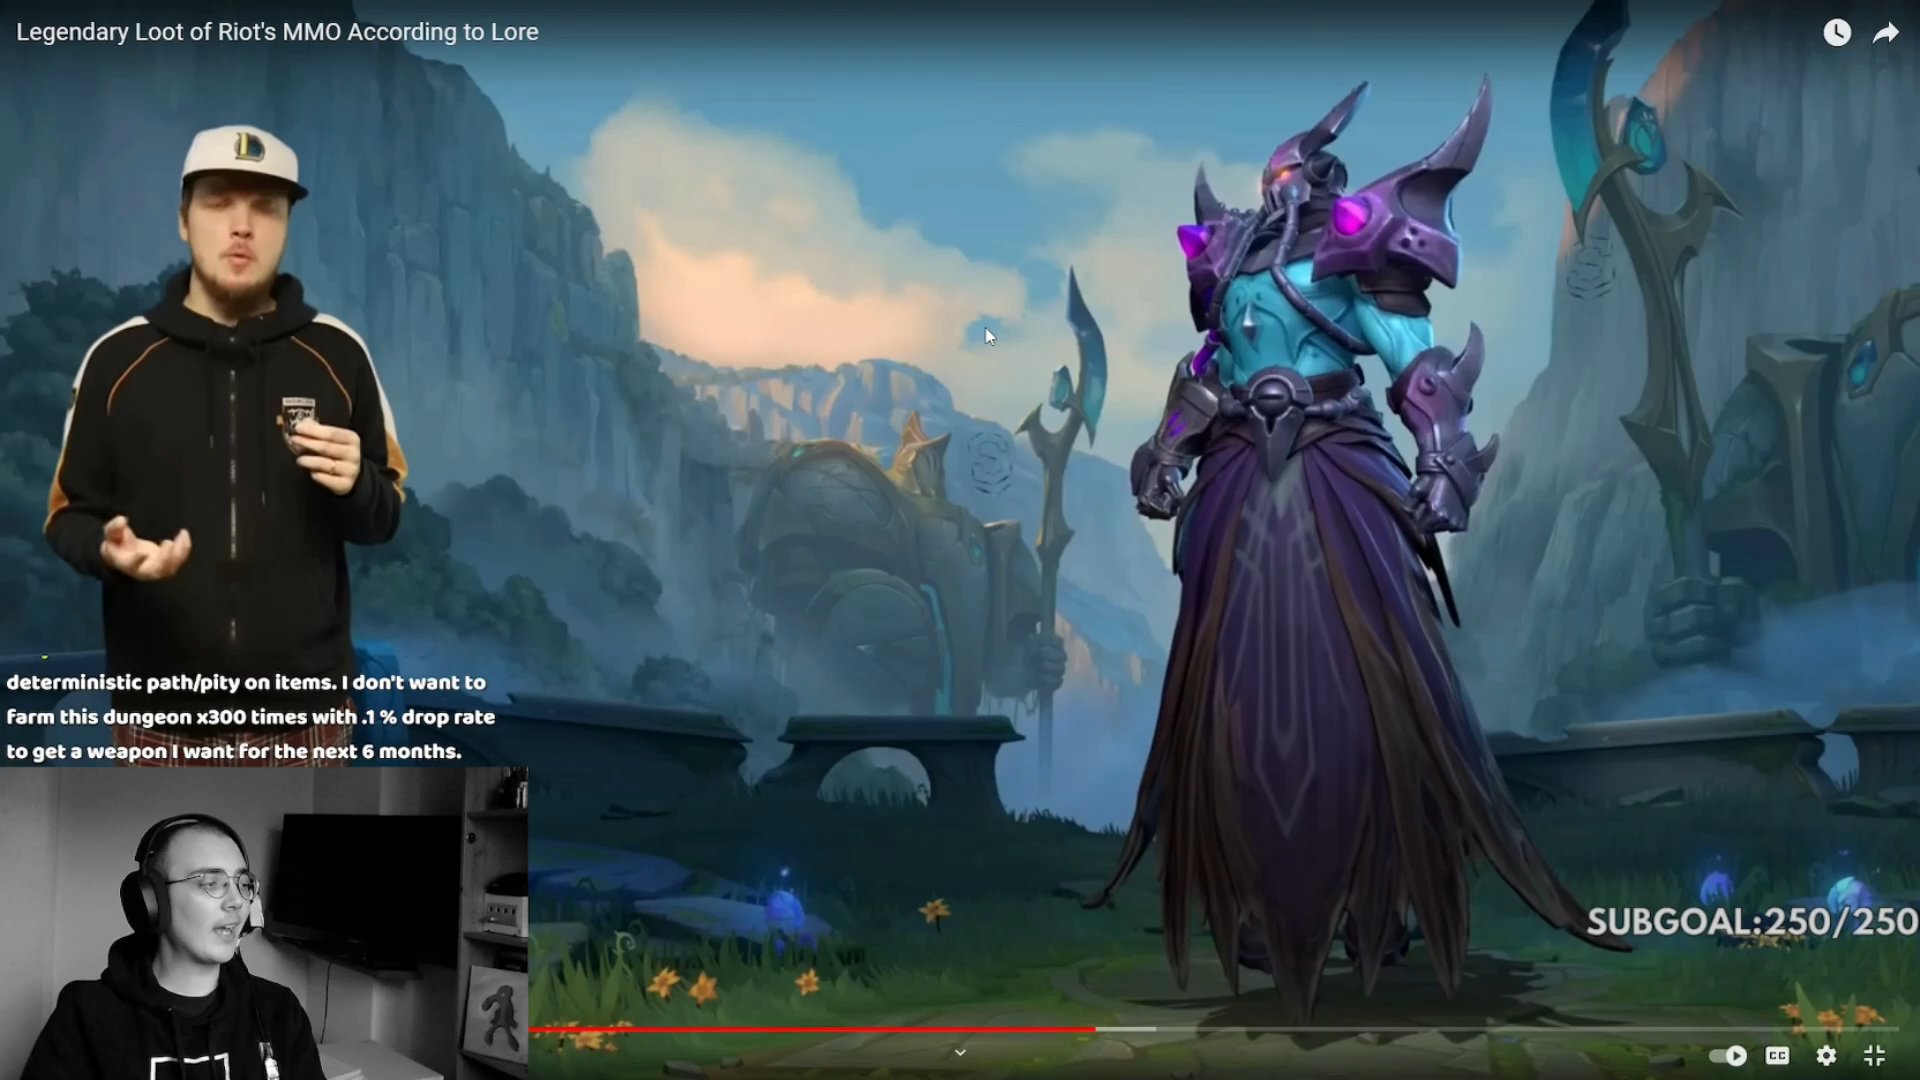 Legendary Loot of Riot's MMO According to Lore
deterministic path/pity on items. I don't want to
farm this dungeon x300 times with .1 % drop rate
to get a weapon I want for the next 6 months.
SUBGOAL:250/250
CC